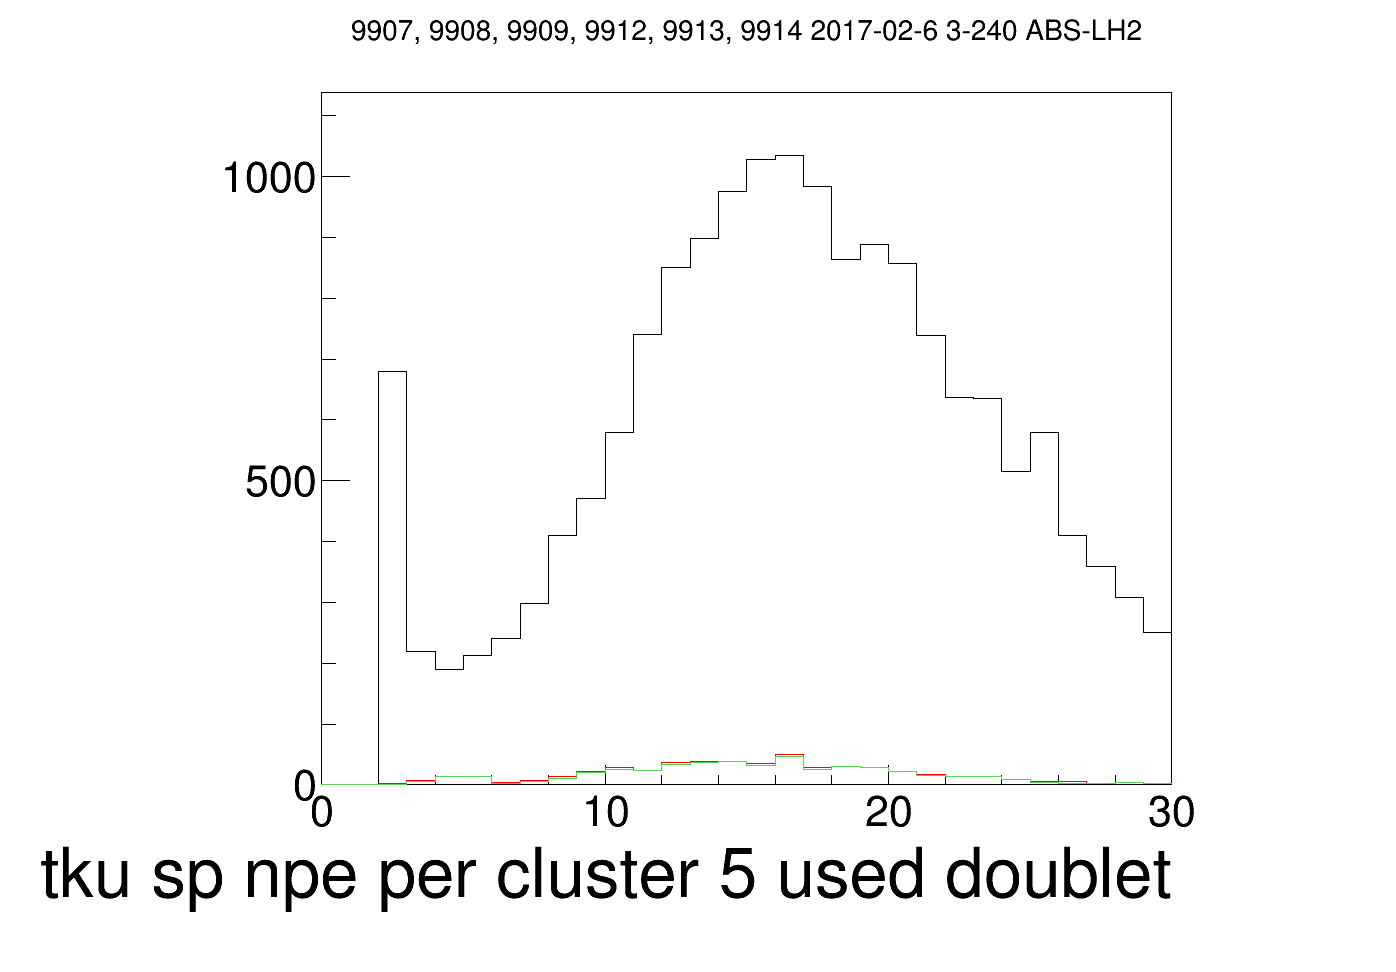 9907, 9908, 9909, 9912, 9913, 9914 2017-02-6 3-240 ABS-LH2
1000
500
0
0 10 20 30
tku sp npe per cluster 5 used doublet